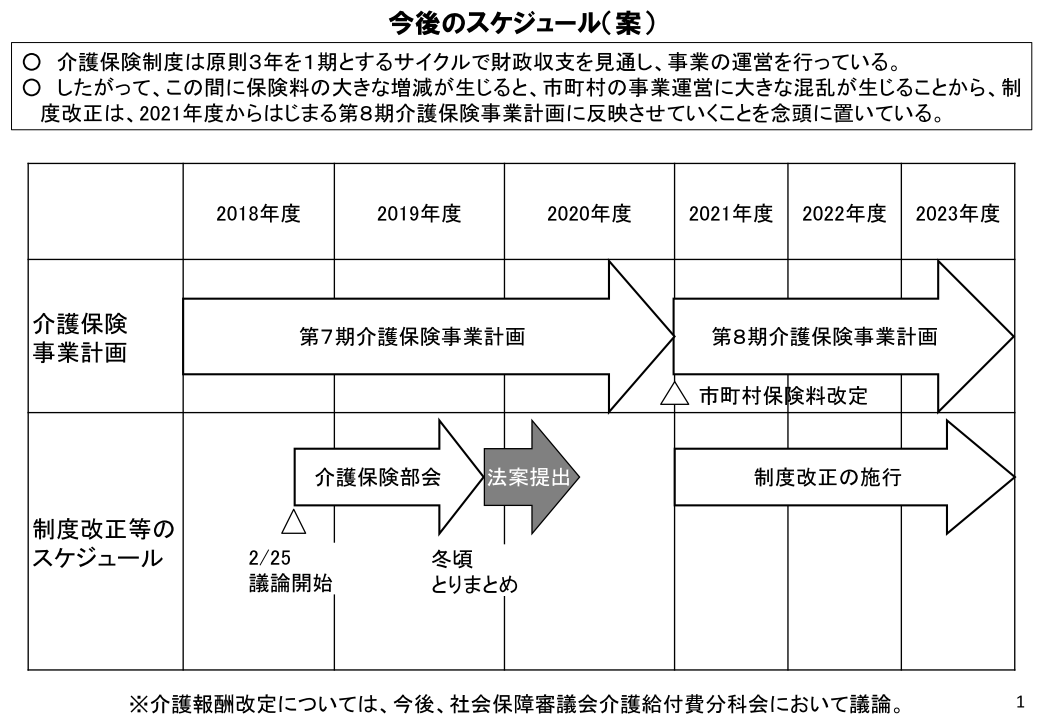 今後のスケジュール(案)
○ 介護保険制度は原則3年を1期とするサイクルで財政収支を見通し、事業の運営を行っている。
○ したがって、この間に保険料の大きな増減が生じると、市町村の事業運営に大きな混乱が生じることから、制
度改正は、2021年度からはじまる第8期介護保険事業計画に反映させていくことを念頭に置いている。
2018年度 2019年度 2020年度 2021年度 2022年度 2023年度
介護保険
事業計画
第7期介護保険事業計画 第8期介護保険事業計画
△ 市町村保険料改定
制度改正等の
スケジュール
介護保険部会 法案提出 制度改正の施行
△
2/25
議論開始
冬頃
とりまとめ
※介護報酬改定については、今後、社会保障審議会介護給付費分科会において議論。
1